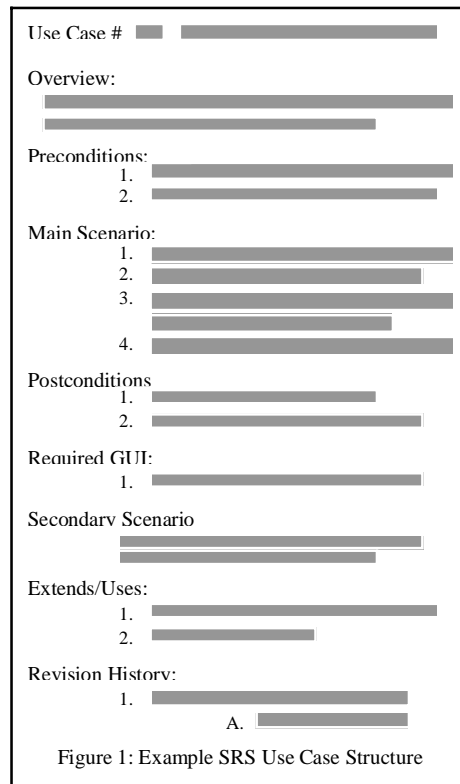 Use Case #
Overview:
Preconditions:
1.
2.
Main Scenario:
1.
2.
3.
4.
Postconditions
1.
2.
Required GUI:
1.
Secondary Scenario
Extends/Uses:
1.
2.
Revision History:
1.
A.
Figure 1: Example SRS Use Case Structure